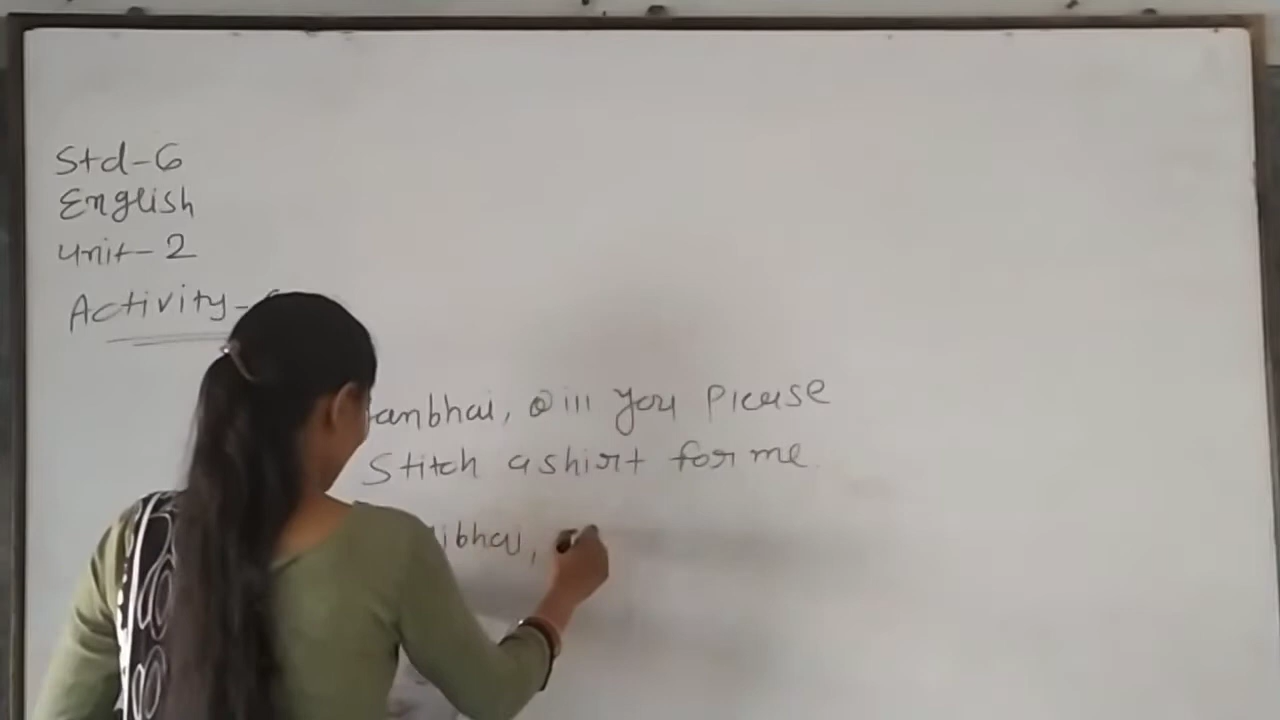 Std-6
English
Unit-2
Activity-
anbhai, will you please
Stitch a shirt for me.
ibhai,